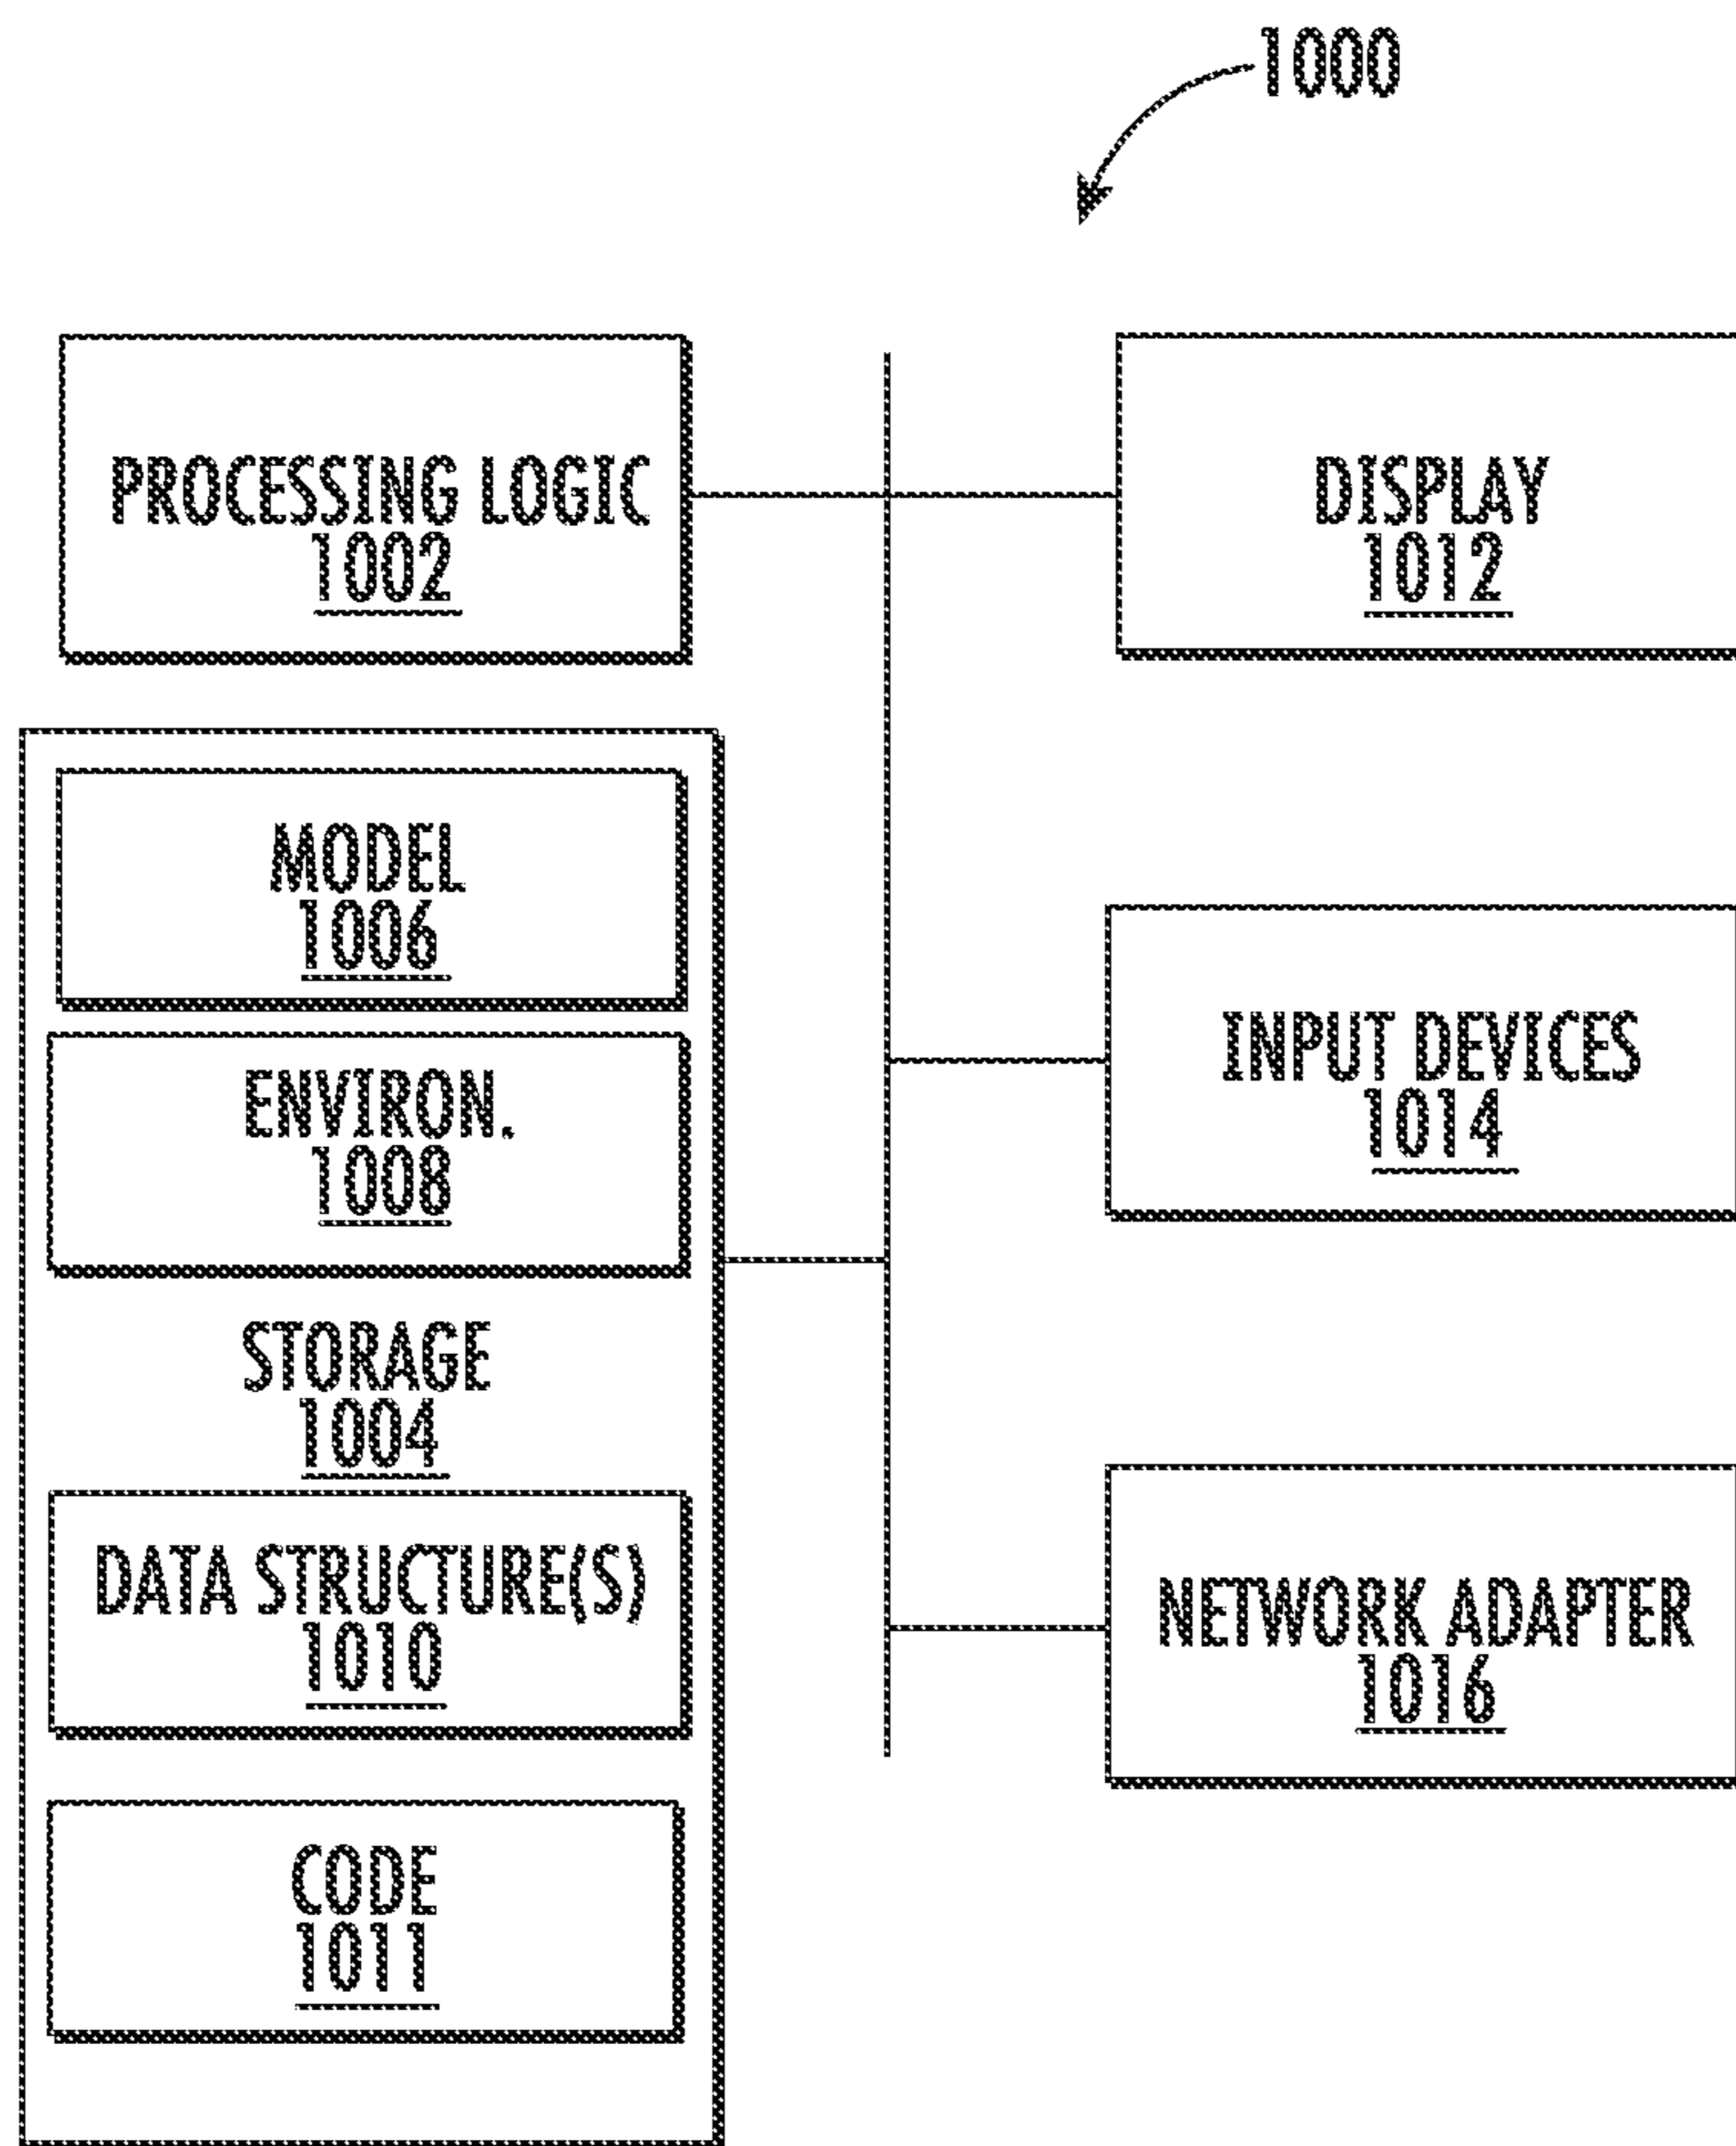 1000
PROCESSING LOGIC
1002
DISPLAY
1012
MODEL
1006
ENVIRON.
1008
STORAGE
1004
DATA STRUCTURE(S)
1010
CODE
1011
INPUT DEVICES
1014
NETWORK ADAPTER
1016